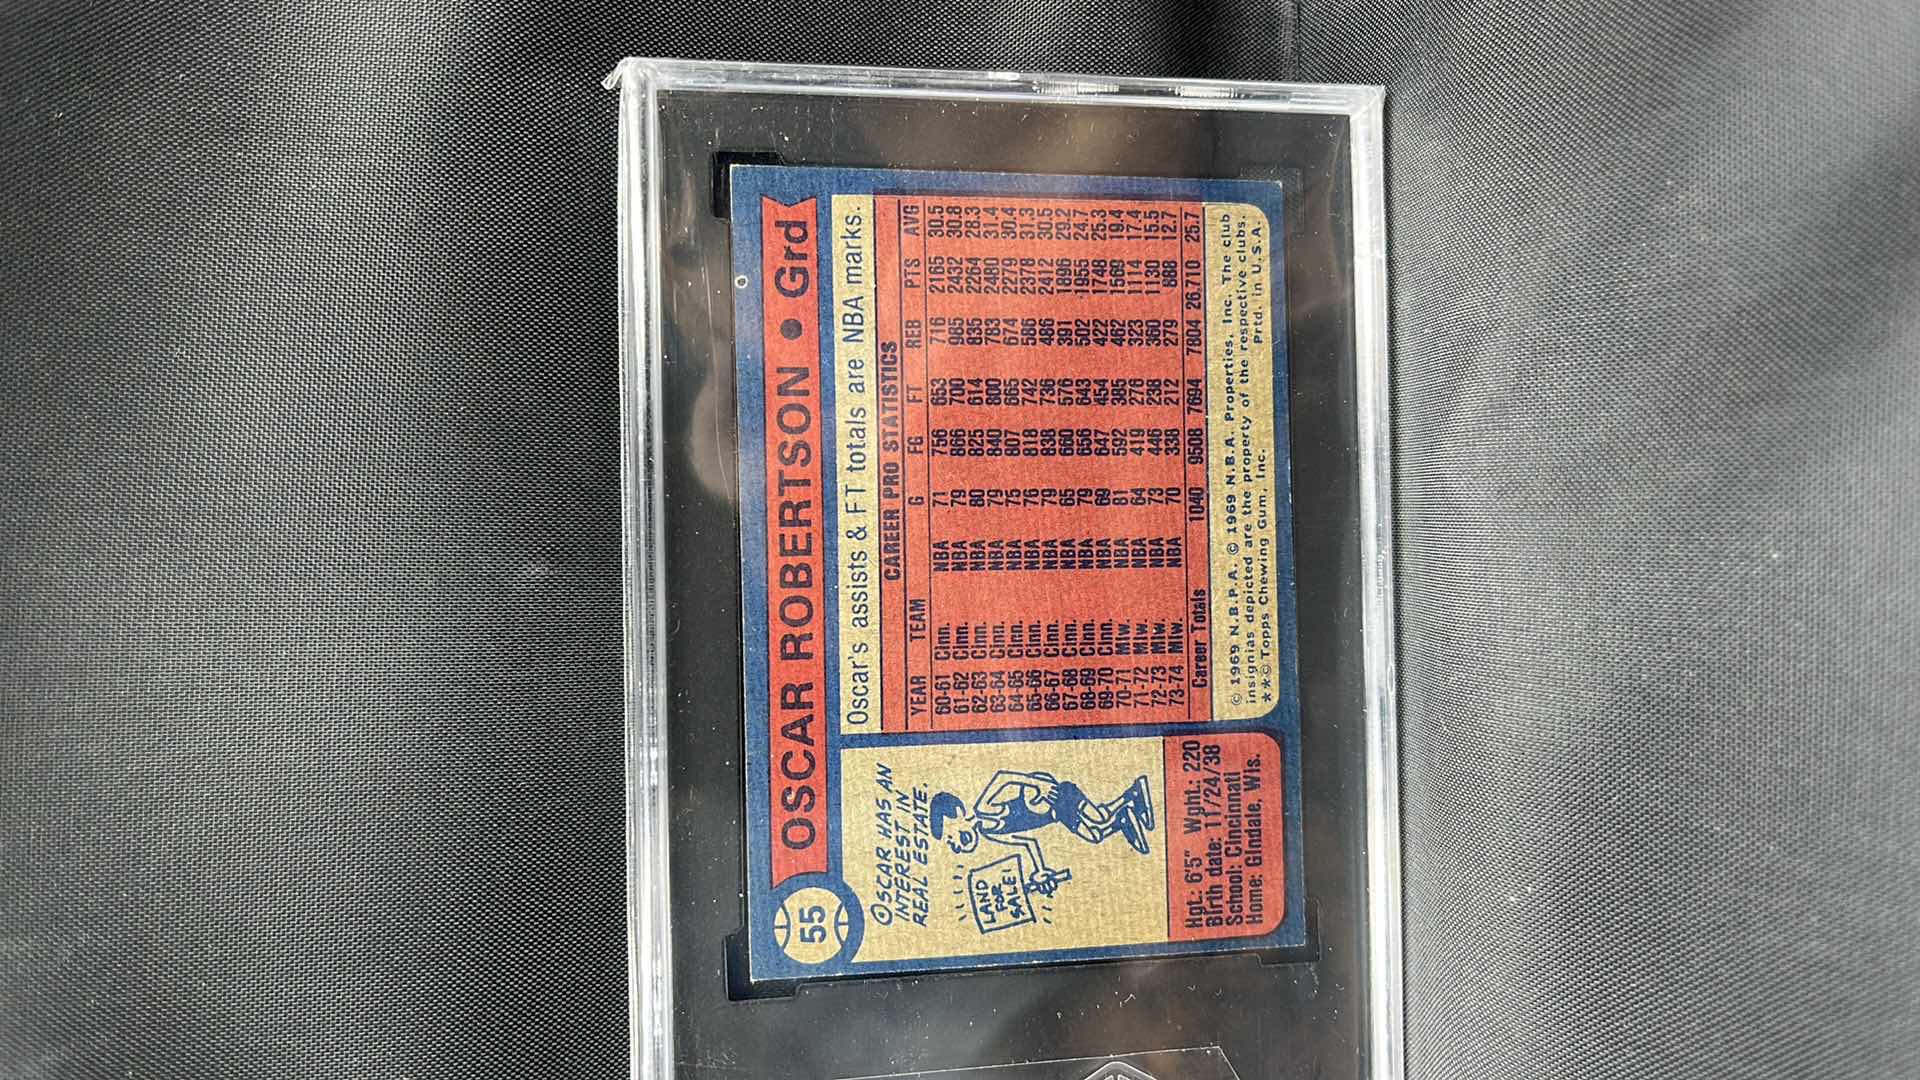 55
OSCAR ROBERTSON • Grd
OSCAR HAS AN
INTEREST IN
REAL ESTATE.
LAND
FOR
SALE!
Hgt.: 6'5" Wght.: 220
Birth date: 11/24/38
School: Cincinnati
Home: Glndale, Wis.
Oscar's assists & FT totals are NBA marks.
CAREER PRO STATISTICS
YEAR TEAM G FG FT REB PTS AVG
60-61 Cinn. NBA 71 756 653 716 2165 30.5
61-62 Cinn. NBA 79 866 700 985 2432 30.8
62-63 Cinn. NBA 80 825 614 835 2264 28.3
63-64 Cinn. NBA 79 840 800 783 2480 31.4
64-65 Cinn. NBA 75 807 665 674 2279 30.4
65-66 Cinn. NBA 76 818 742 586 2378 31.3
66-67 Cinn. NBA 79 838 736 486 2412 30.5
67-68 Cinn. NBA 65 660 576 391 1896 29.2
68-69 Cinn. NBA 79 656 643 502 1955 24.7
69-70 Cinn. NBA 69 647 454 422 1748 25.3
70-71 Mlw. NBA 81 592 385 462 1569 19.4
71-72 Mlw. NBA 64 419 276 323 1114 17.4
72-73 Mlw. NBA 73 446 238 360 1130 15.5
73-74 Mlw. NBA 70 338 212 279 888 12.7
Career Totals 1040 9508 7694 7804 26,710 25.7
© 1969 N.B.P.A. © 1969 N.B.A. Properties, Inc. The club
insignias depicted are the property of the respective clubs.
**© Topps Chewing Gum, Inc. Prtd. in U.S.A.